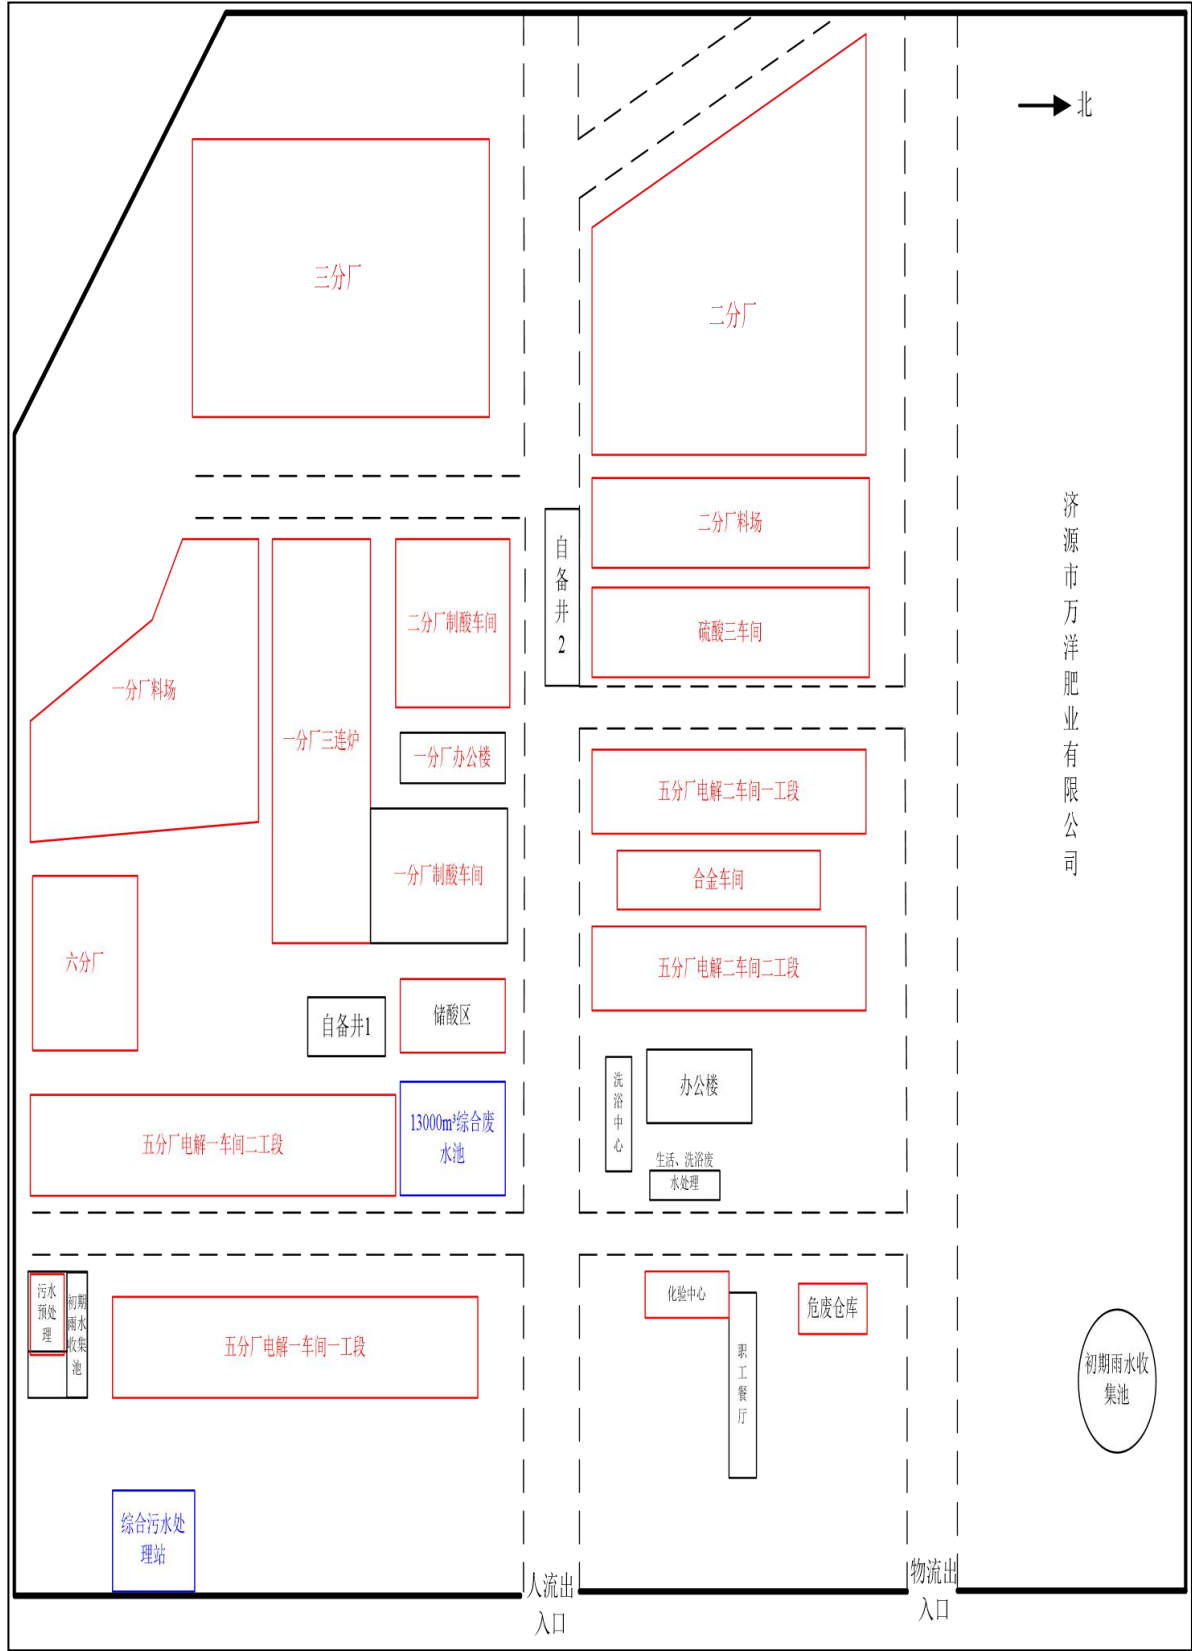 北
三分厂
二分厂
二分厂料场
自
备
井
2
二分厂制酸车间
硫酸三车间
济
源
市
万
洋
肥
业
有
限
公
司
一分厂料场
一分厂三连炉
一分厂办公楼
五分厂电解二车间一工段
一分厂制酸车间
合金车间
六分厂
五分厂电解二车间二工段
自备井1
储酸区
洗
浴
中
心
办公楼
五分厂电解一车间二工段
13000m³综合废
水池
生活、洗浴废
水处理
污水
预处
理
初期
雨水
收集
池
五分厂电解一车间一工段
化验中心
危废仓库
职
工
餐
厅
初期雨水收
集池
综合污水处
理站
人流出
入口
物流出
入口